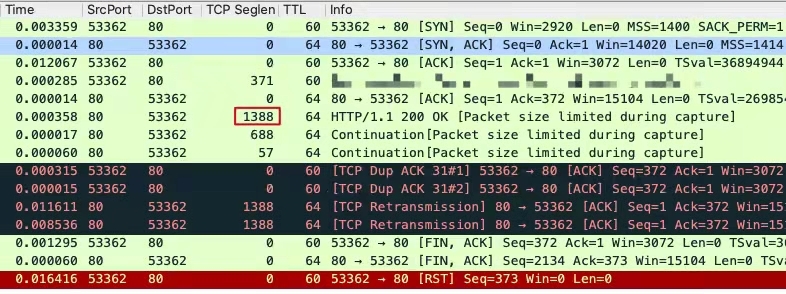 Time SrcPort DstPort TCP Seglen TTL Info
0.003359 53362 80 0 60 53362 → 80 [SYN] Seq=0 Win=2920 Len=0 MSS=1400 SACK_PERM=1
0.000014 80 53362 0 64 80 → 53362 [SYN, ACK] Seq=0 Ack=1 Win=14020 Len=0 MSS=1414
0.012067 53362 80 0 60 53362 → 80 [ACK] Seq=1 Ack=1 Win=3072 Len=0 TSval=36894944
0.000285 53362 80 371 60
0.000014 80 53362 0 64 80 → 53362 [ACK] Seq=1 Ack=372 Win=15104 Len=0 TSval=26985
0.000358 80 53362 1388 64 HTTP/1.1 200 OK [Packet size limited during capture]
0.000017 80 53362 688 64 Continuation[Packet size limited during capture]
0.000060 80 53362 57 64 Continuation[Packet size limited during capture]
0.000315 53362 80 0 60 [TCP Dup ACK 31#1] 53362 → 80 [ACK] Seq=372 Ack=1 Win=3072
0.000015 53362 80 0 60 [TCP Dup ACK 31#2] 53362 → 80 [ACK] Seq=372 Ack=1 Win=3072
0.011611 80 53362 1388 64 [TCP Retransmission] 80 → 53362 [ACK] Seq=1 Ack=372 Win=1
0.008536 80 53362 1388 64 [TCP Retransmission] 80 → 53362 [ACK] Seq=1 Ack=372 Win=1
0.001295 53362 80 0 60 53362 → 80 [FIN, ACK] Seq=372 Ack=1 Win=3072 Len=0 TSval=3
0.000060 80 53362 0 64 80 → 53362 [FIN, ACK] Seq=2134 Ack=373 Win=15104 Len=0 TSv
0.016416 53362 80 0 60 53362 → 80 [RST] Seq=373 Win=0 Len=0